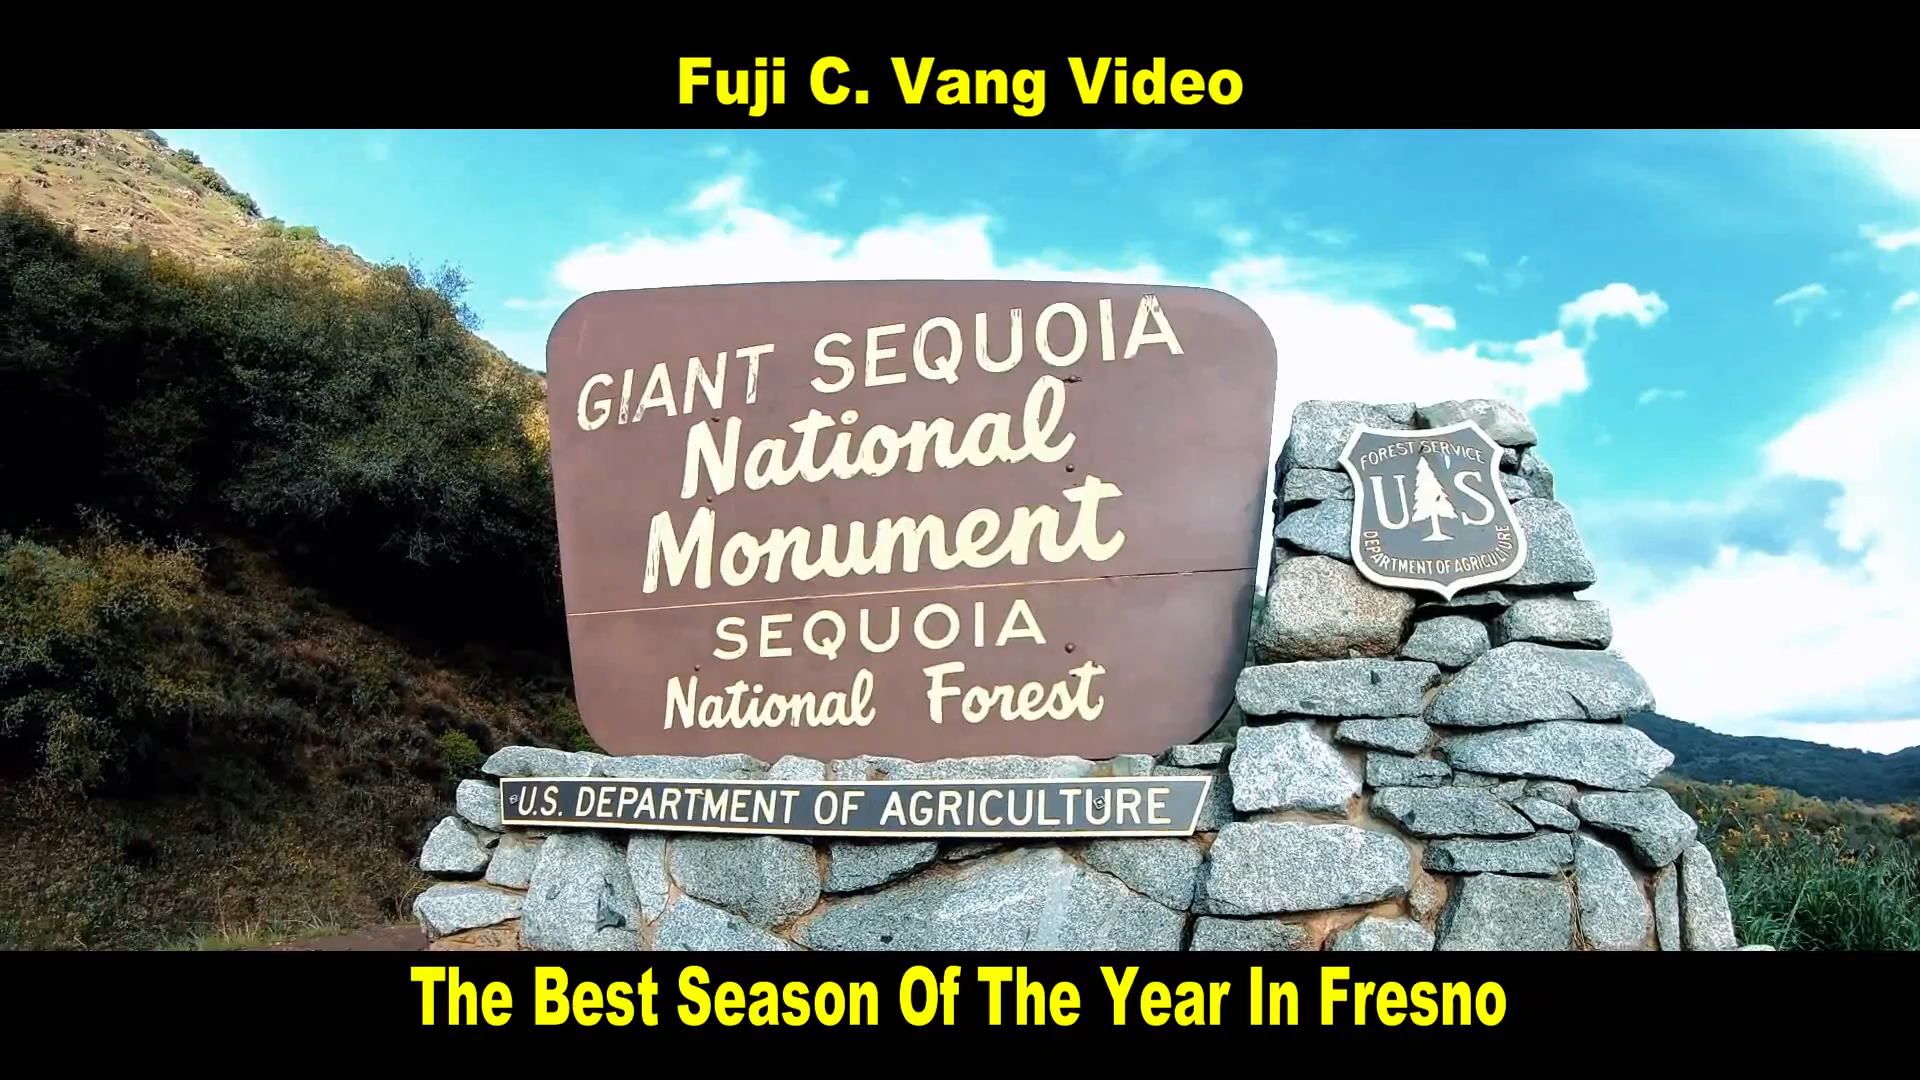 Fuji C. Vang Video
GIANT SEQUOIA
National
Monument
SEQUOIA
National Forest
FOREST SERVICE
U S
DEPARTMENT OF AGRICULTURE
U.S. DEPARTMENT OF AGRICULTURE
The Best Season Of The Year In Fresno